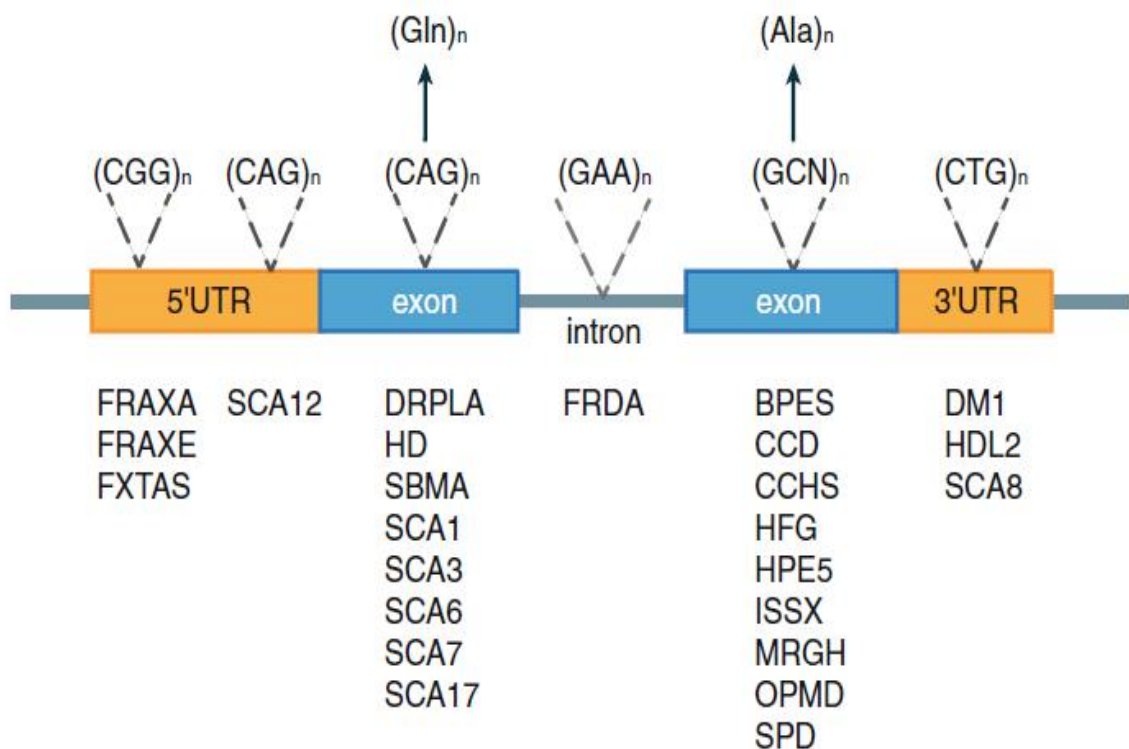 (Gln)n (Ala)n
(CGG)n (CAG)n (CAG)n (GAA)n (GCN)n (CTG)n
5'UTR exon exon 3'UTR
intron
FRAXA SCA12 DRPLA FRDA BPES DM1
FRAXE HD CCD HDL2
FXTAS SBMA CCHS SCA8
SCA1 HFG
SCA3 HPE5
SCA6 ISSX
SCA7 MRGH
SCA17 OPMD
SPD